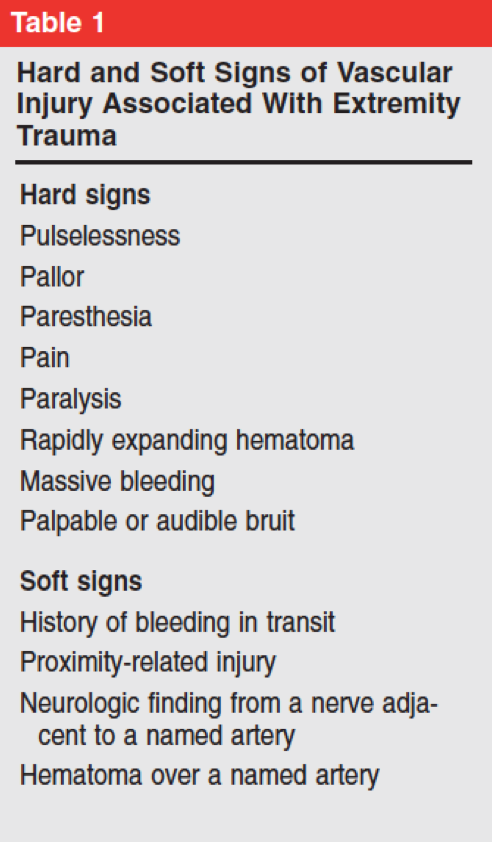 Table 1
Hard and Soft Signs of Vascular
Injury Associated With Extremity
Trauma
Hard signs
Pulselessness
Pallor
Paresthesia
Pain
Paralysis
Rapidly expanding hematoma
Massive bleeding
Palpable or audible bruit
Soft signs
History of bleeding in transit
Proximity-related injury
Neurologic finding from a nerve adja-
cent to a named artery
Hematoma over a named artery